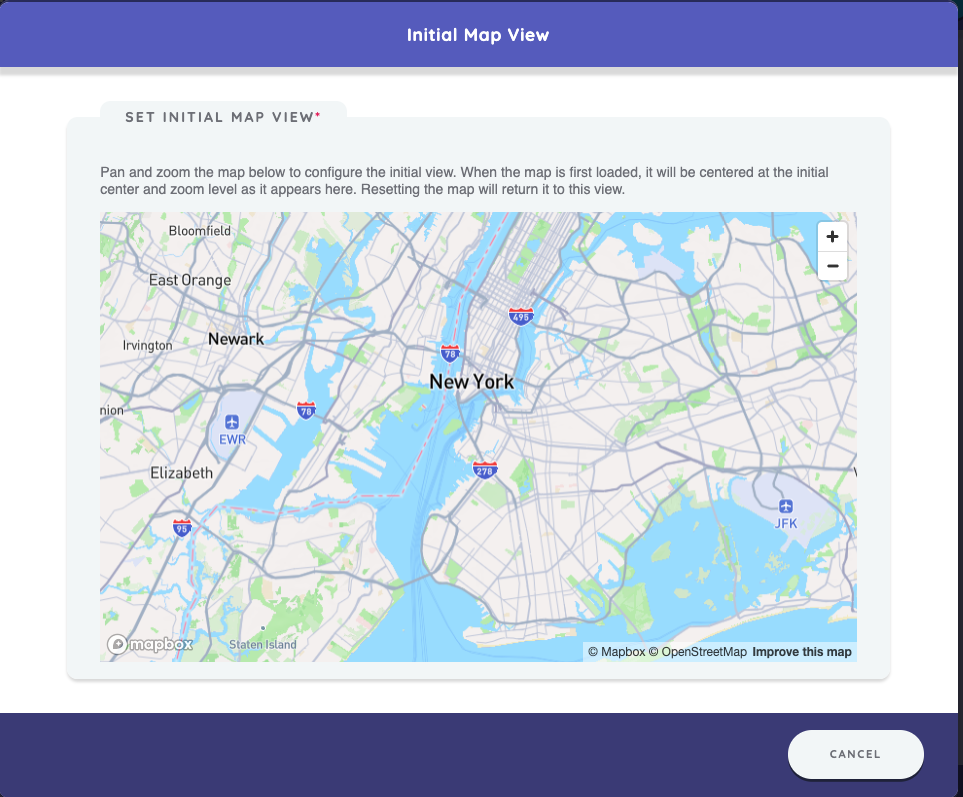 Initial Map View
SET INITIAL MAP VIEW*
Pan and zoom the map below to configure the initial view. When the map is first loaded, it will be centered at the initial
center and zoom level as it appears here. Resetting the map will return it to this view.
Bloomfield
+
−
East Orange
495
Newark
Irvington
78
New York
nion
78
EWR
278
Elizabeth
JFK
95
mapbox
Staten Island
© Mapbox © OpenStreetMap Improve this map
CANCEL